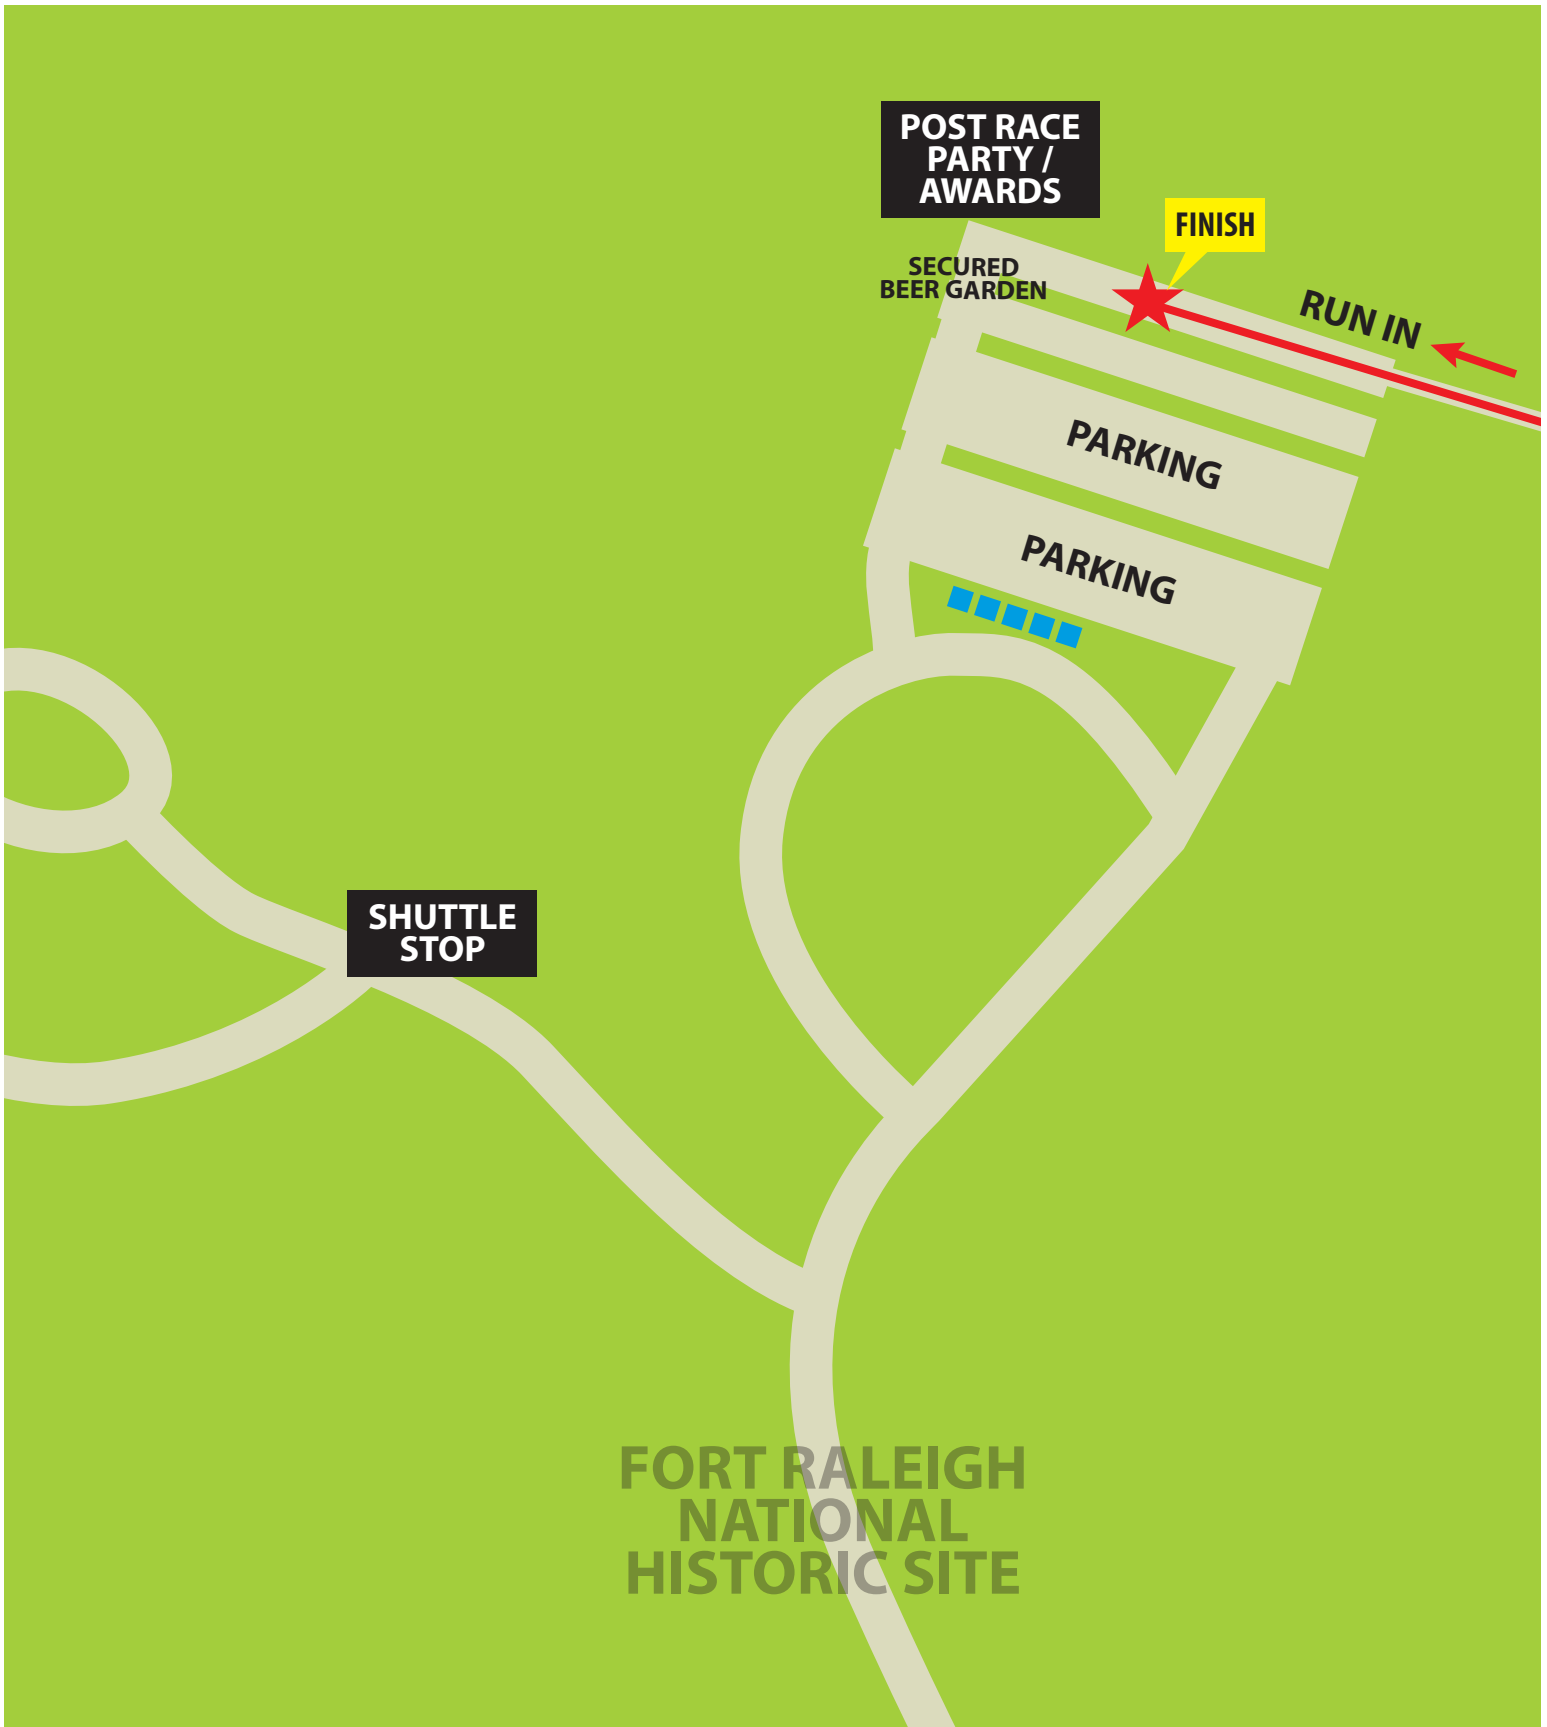 POST RACE
PARTY /
AWARDS
FINISH
SECURED
BEER GARDEN
RUN IN
PARKING
PARKING
SHUTTLE
STOP
FORT RALEIGH
NATIONAL
HISTORIC SITE